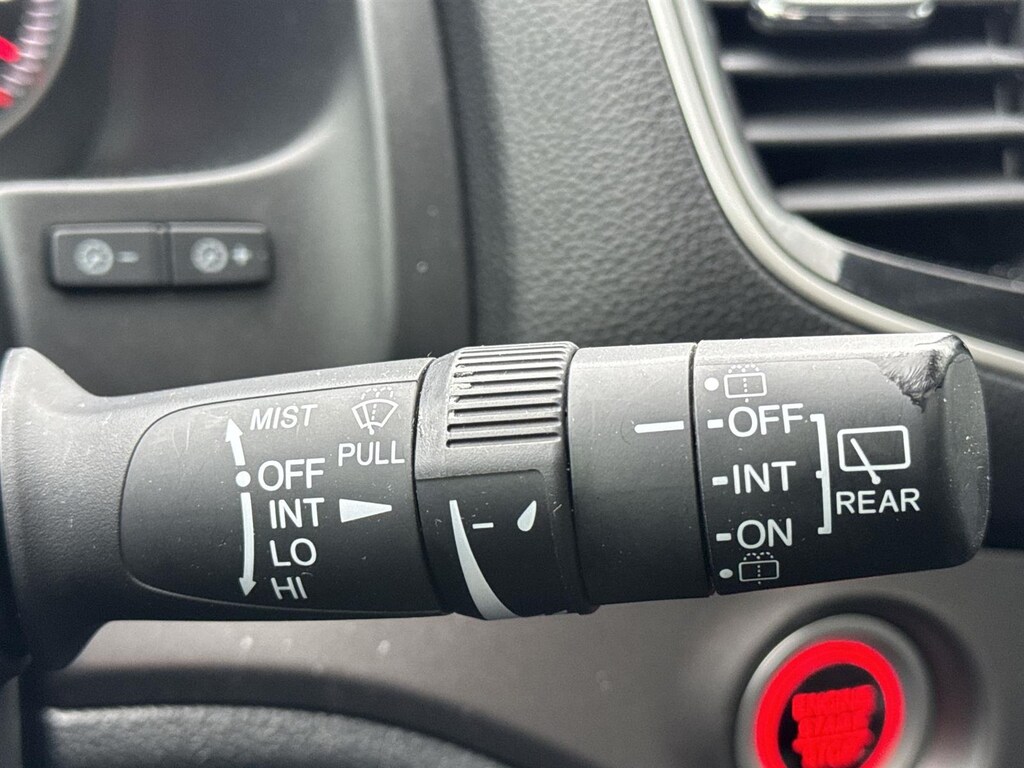 MIST
PULL
OFF
INT
LO
HI
OFF
INT
ON
REAR